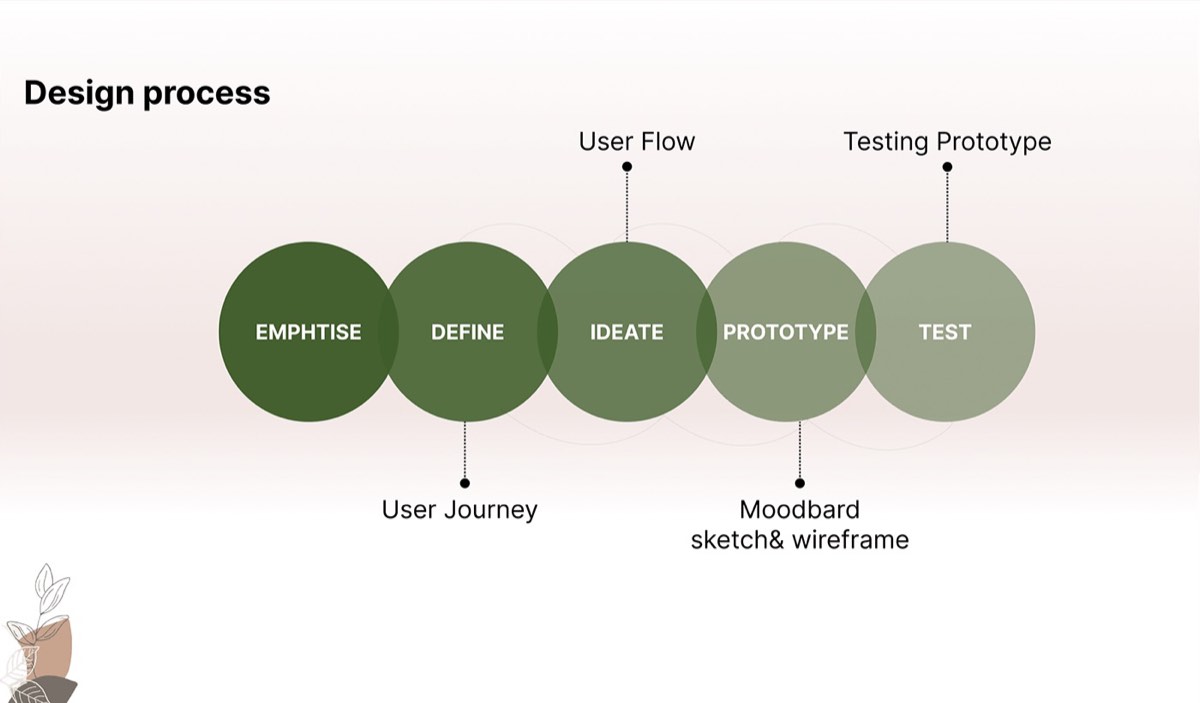 Design process
User Flow
Testing Prototype
EMPHTISE
DEFINE
IDEATE
PROTOTYPE
TEST
User Journey
Moodbard
sketch& wireframe